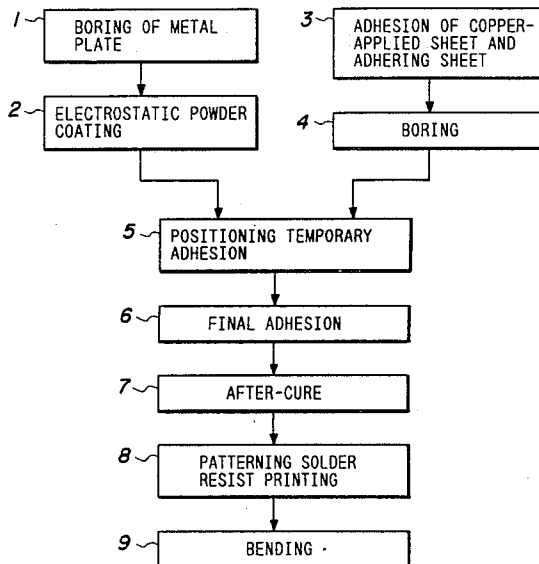 1
BORING OF METAL
PLATE
3
ADHESION OF COPPER-
APPLIED SHEET AND
ADHERING SHEET
2
ELECTROSTATIC POWDER
COATING
4
BORING
5
POSITIONING TEMPORARY
ADHESION
6
FINAL ADHESION
7
AFTER-CURE
8
PATTERNING SOLDER
RESIST PRINTING
9
BENDING